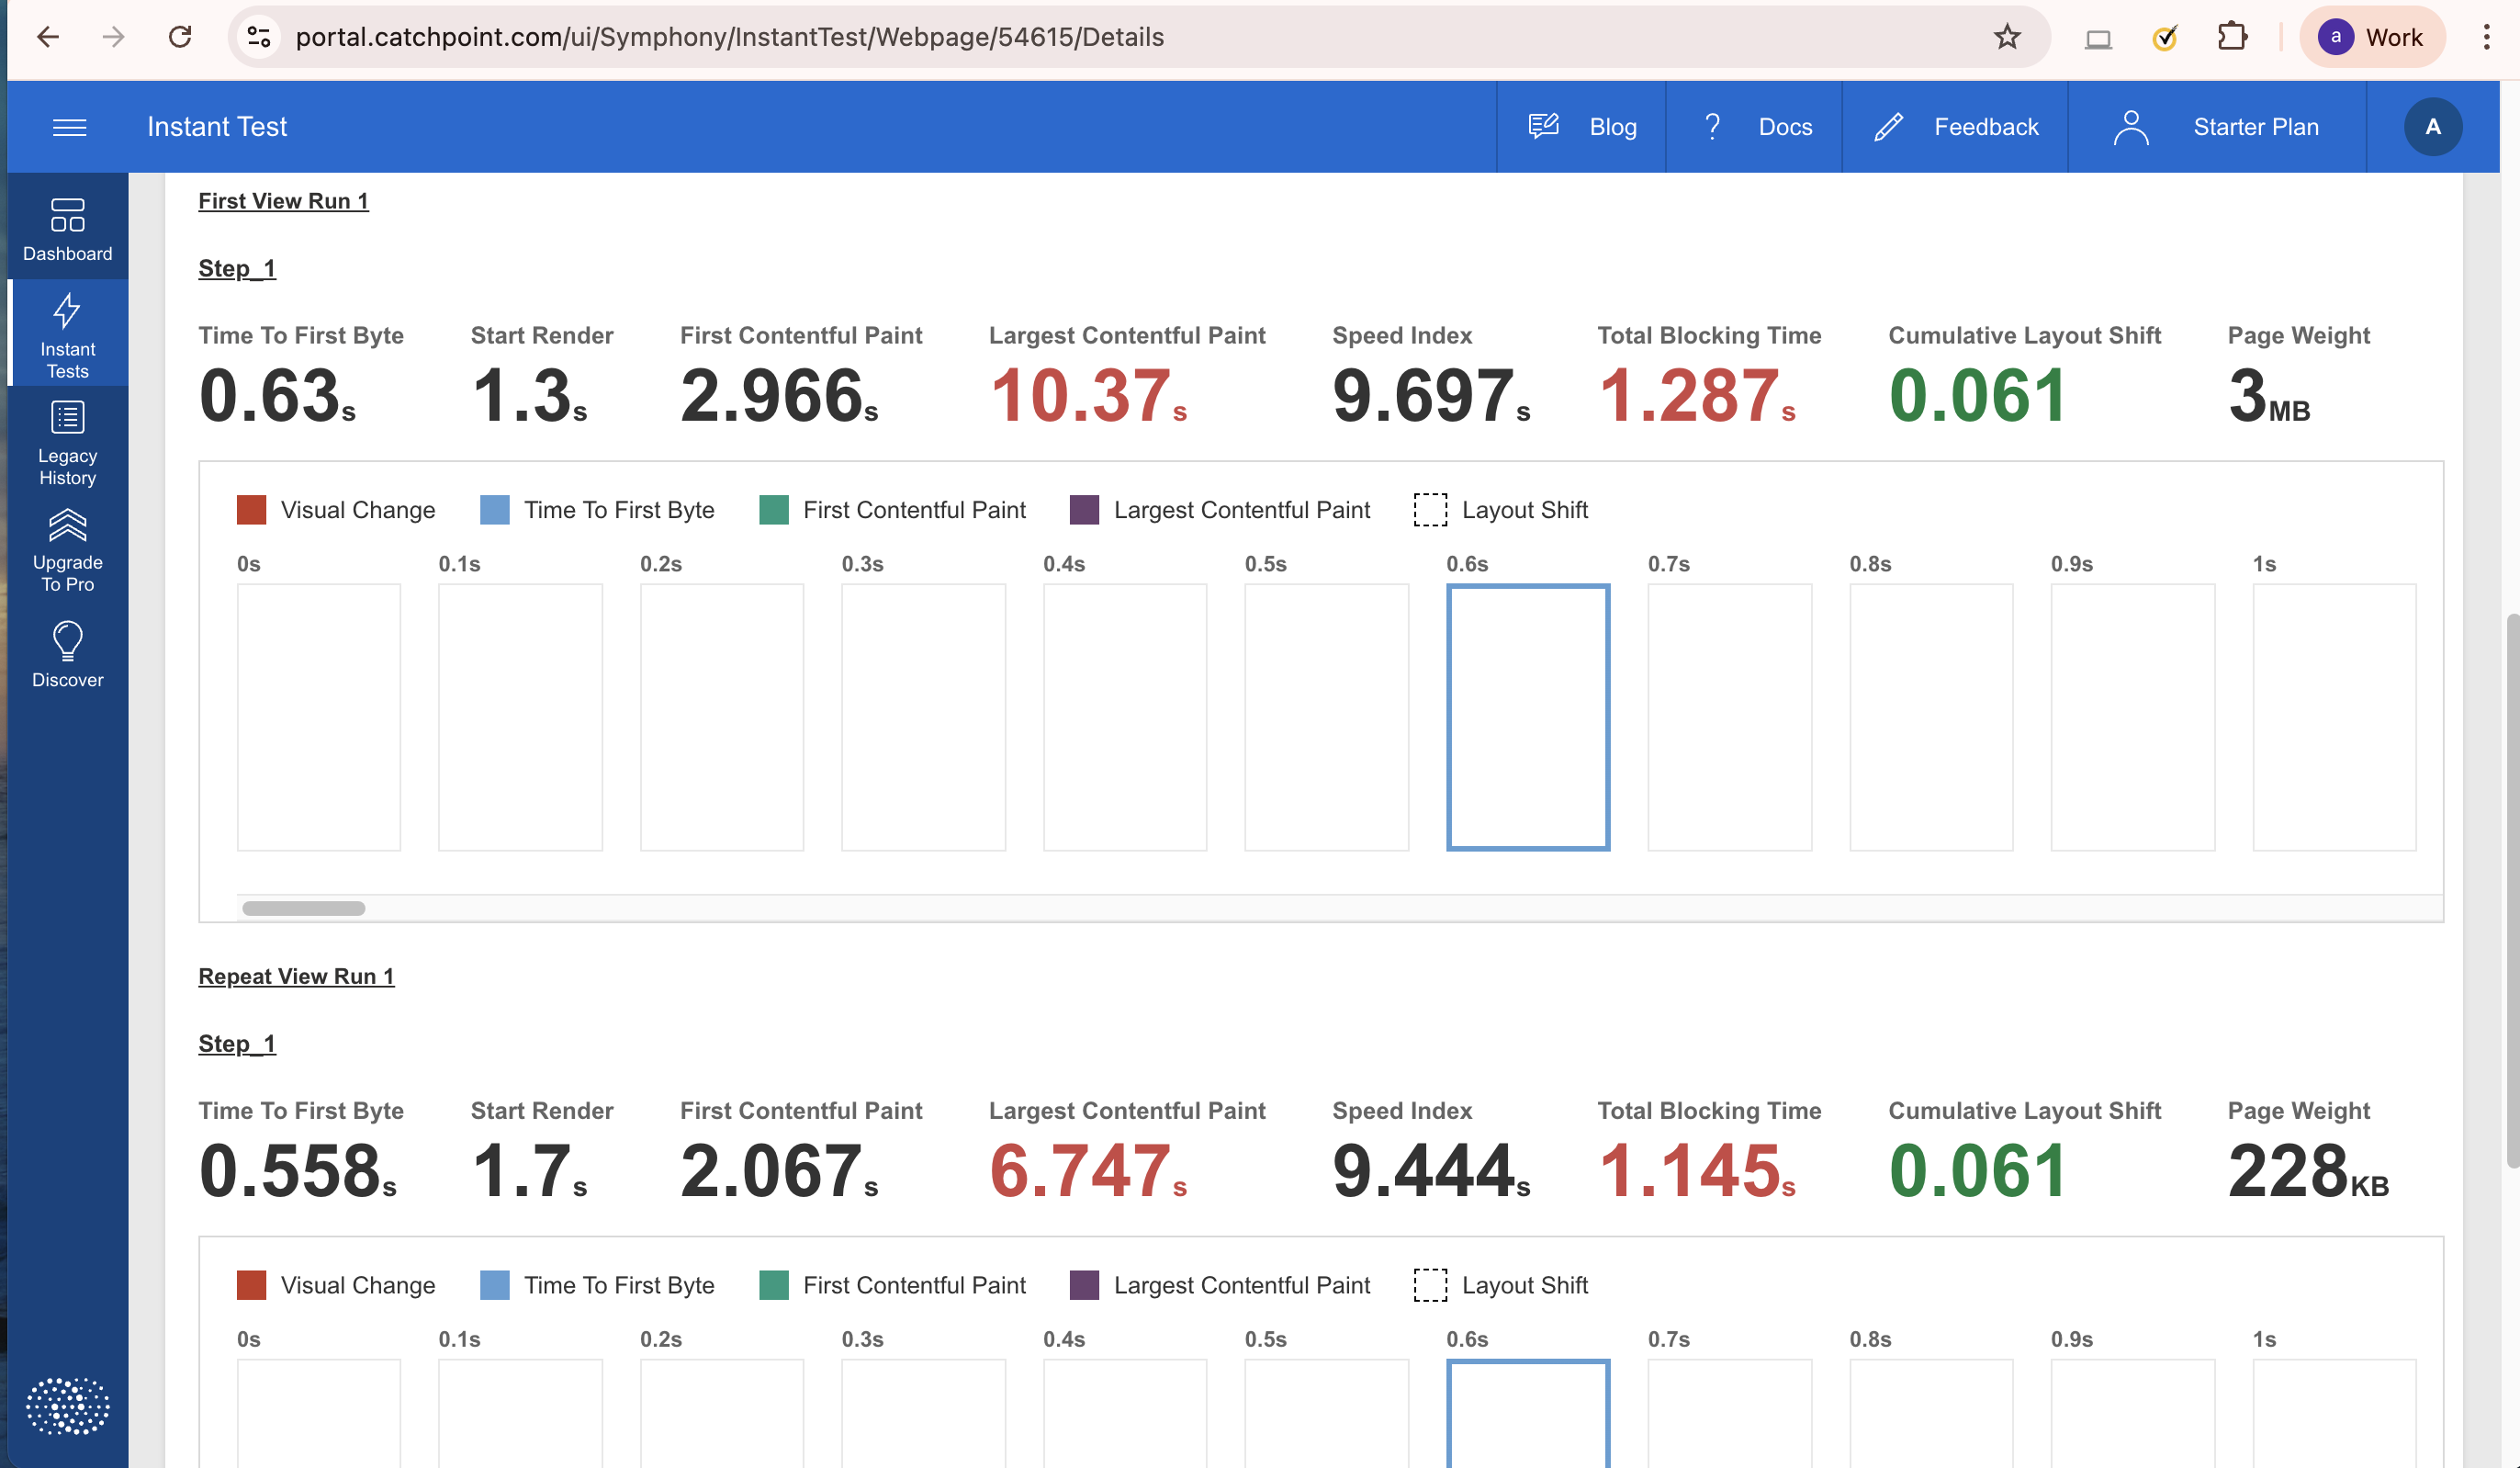 portal.catchpoint.com/ui/Symphony/InstantTest/Webpage/54615/Details
a Work
Instant Test
Blog
? Docs
Feedback
Starter Plan
A
Dashboard
Instant
Tests
Legacy
History
Upgrade
To Pro
Discover
First View Run 1
Step_1
Time To First Byte Start Render First Contentful Paint Largest Contentful Paint Speed Index Total Blocking Time Cumulative Layout Shift Page Weight
0.63s 1.3s 2.966s 10.37s 9.697s 1.287s 0.061 3MB
Visual Change Time To First Byte First Contentful Paint Largest Contentful Paint Layout Shift
0s 0.1s 0.2s 0.3s 0.4s 0.5s 0.6s 0.7s 0.8s 0.9s 1s
Repeat View Run 1
Step_1
Time To First Byte Start Render First Contentful Paint Largest Contentful Paint Speed Index Total Blocking Time Cumulative Layout Shift Page Weight
0.558s 1.7s 2.067s 6.747s 9.444s 1.145s 0.061 228KB
Visual Change Time To First Byte First Contentful Paint Largest Contentful Paint Layout Shift
0s 0.1s 0.2s 0.3s 0.4s 0.5s 0.6s 0.7s 0.8s 0.9s 1s